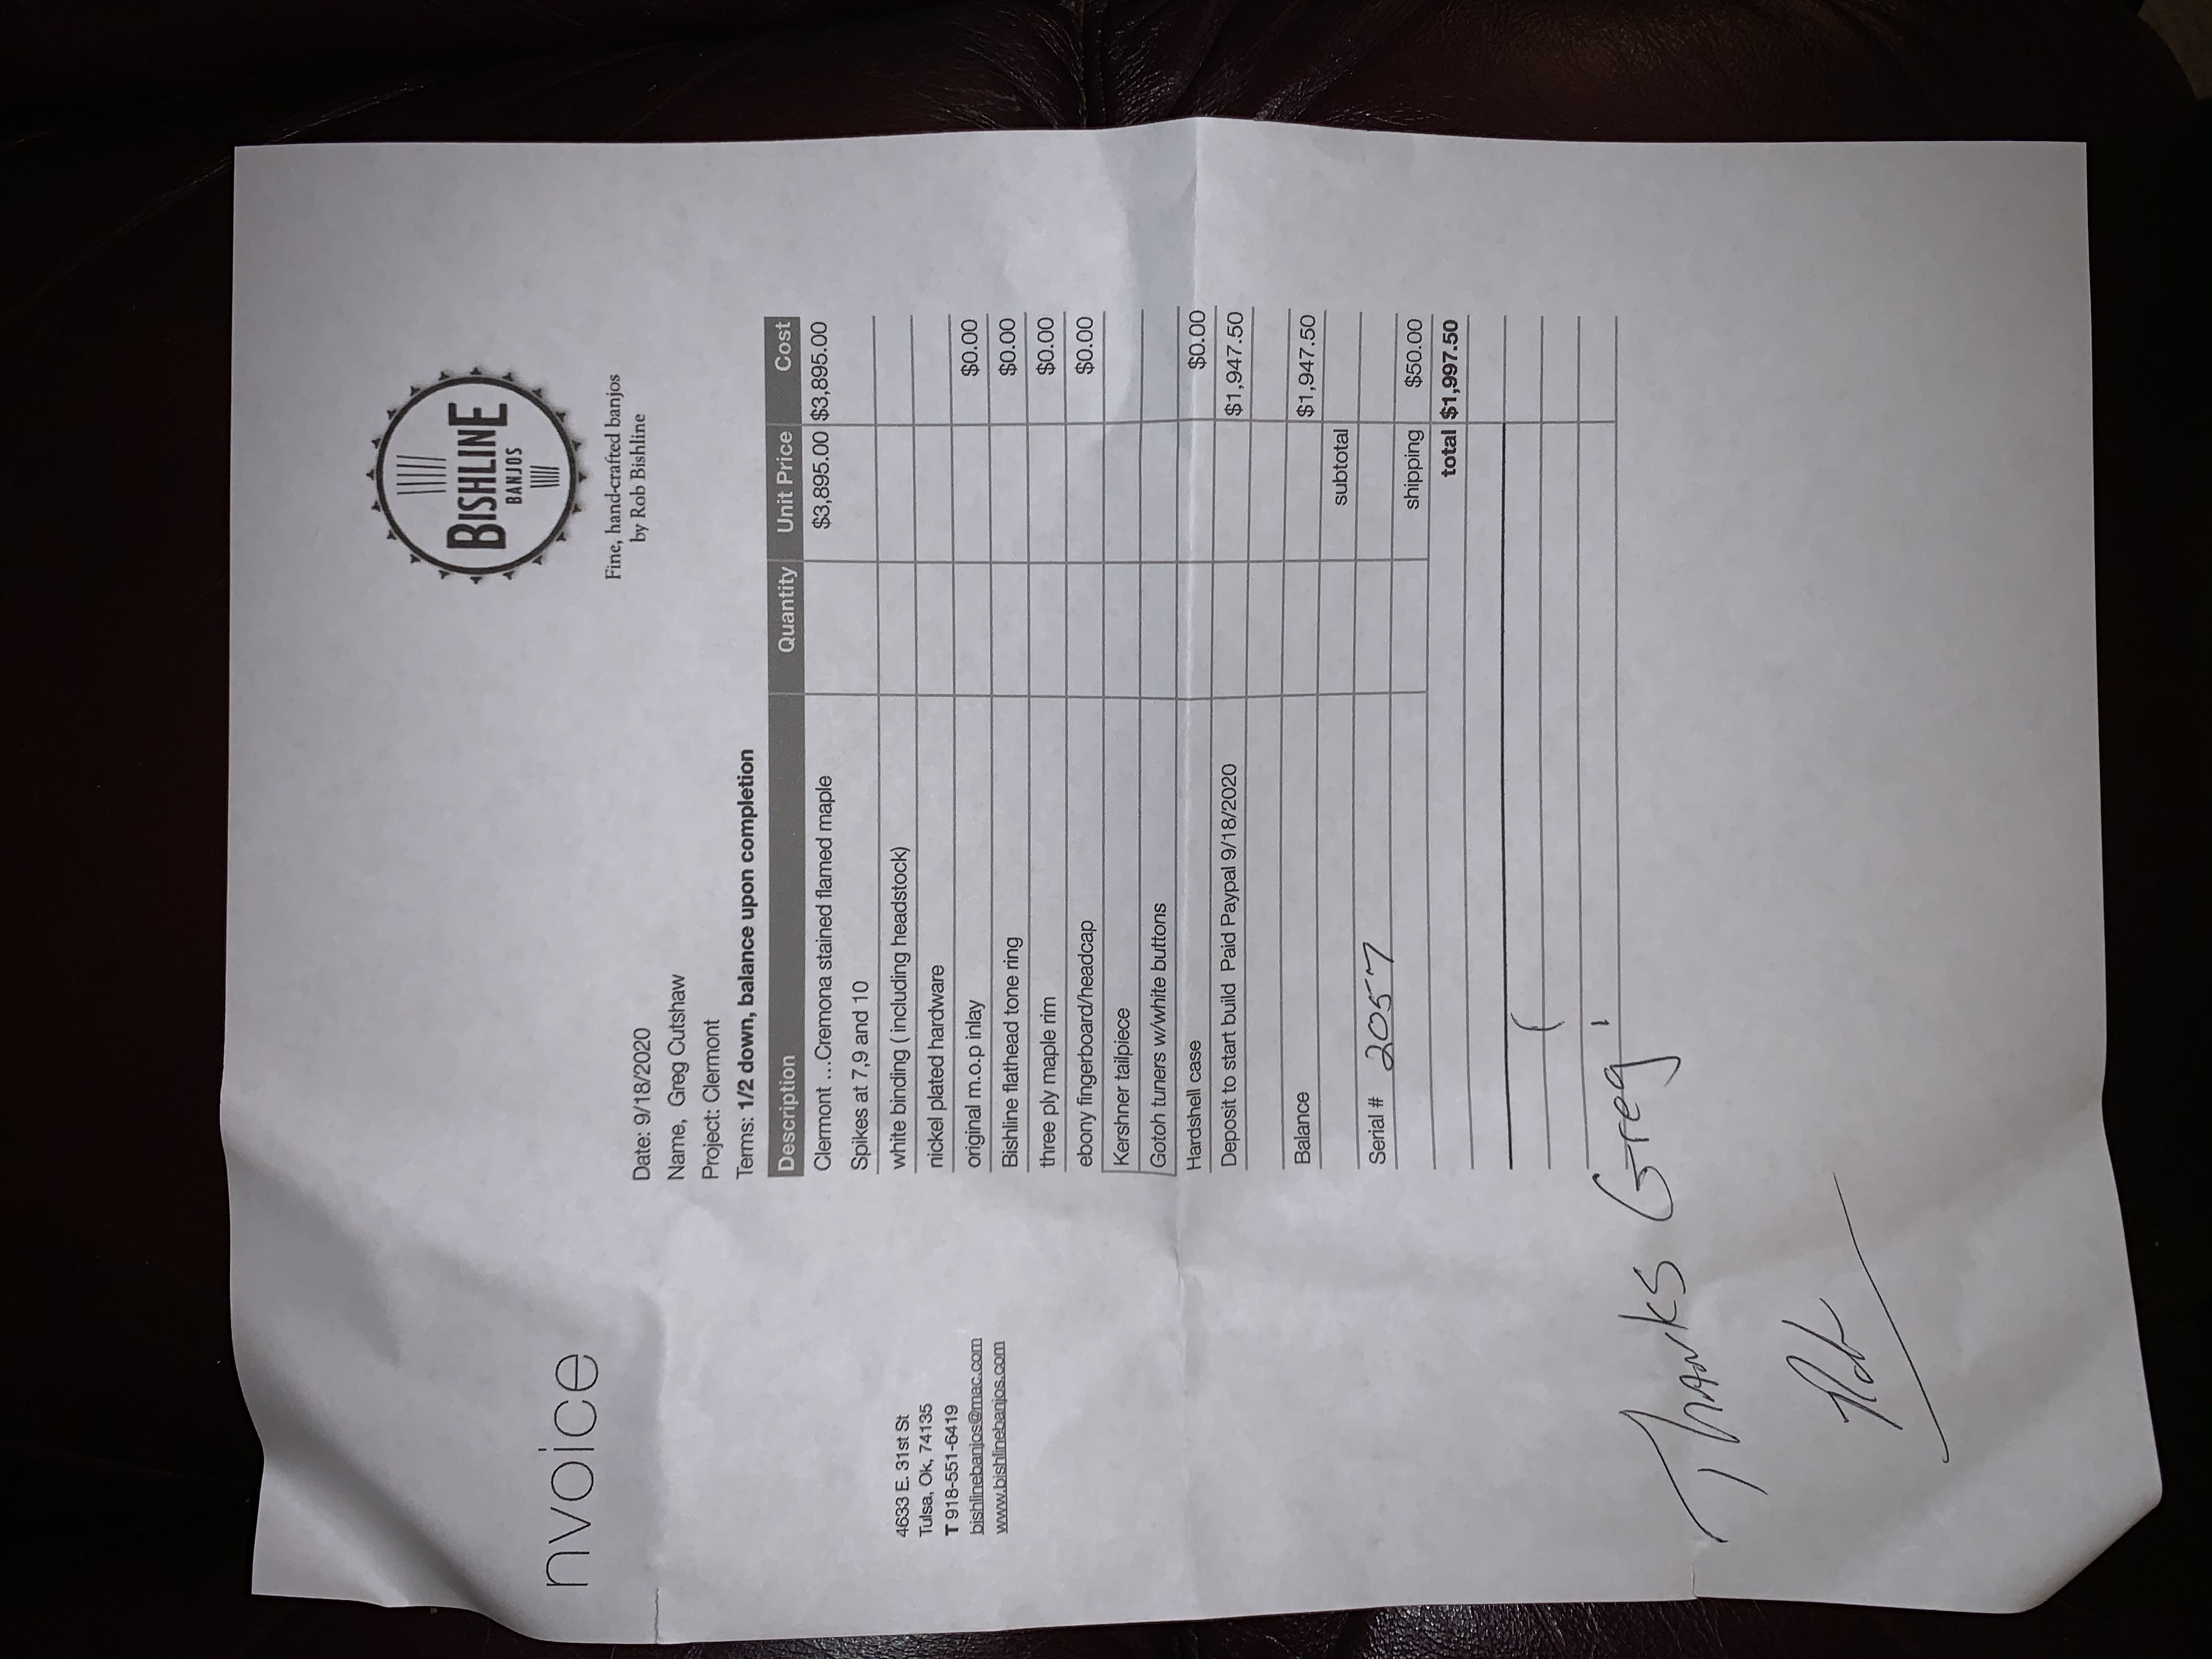 BISHLINE
BANJOS
Fine, hand-crafted banjos
by Rob Bishline
nvoice
Date: 9/18/2020
Name, Greg Cutshaw
Project: Clermont
Terms: 1/2 down, balance upon completion
4633 E. 31st St
Tulsa, Ok, 74135
T 918-551-6419
bishlinebanjos@mac.com
www.bishlinebanjos.com
Description Quantity Unit Price Cost
Clermont ...Cremona stained flamed maple $3,895.00 $3,895.00
Spikes at 7,9 and 10
white binding ( including headstock)
nickel plated hardware
original m.o.p inlay $0.00
Bishline flathead tone ring $0.00
three ply maple rim $0.00
ebony fingerboard/headcap $0.00
Kershner tailpiece
Gotoh tuners w/white buttons
Hardshell case $0.00
Deposit to start build Paid Paypal 9/18/2020 $1,947.50
Balance $1,947.50
subtotal
Serial # 2057
shipping $50.00
total $1,997.50
Thanks Greg!
Rob